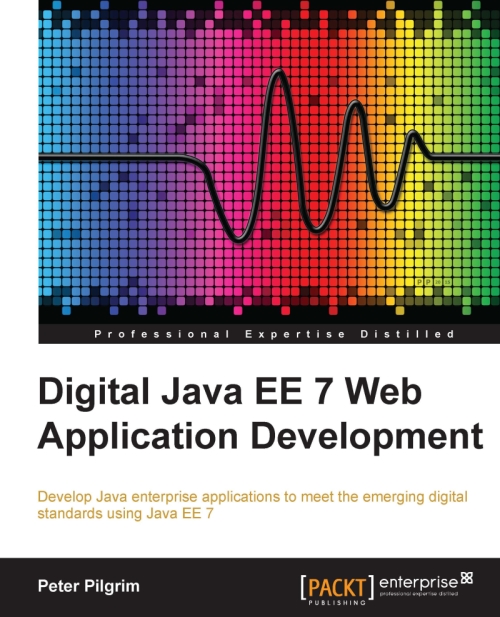 PP
Professional Expertise Distilled
Digital Java EE 7 Web
Application Development
Develop Java enterprise applications to meet the emerging digital
standards using Java EE 7
Peter Pilgrim
[PACKT] enterprise
PUBLISHING
professional expertise distilled